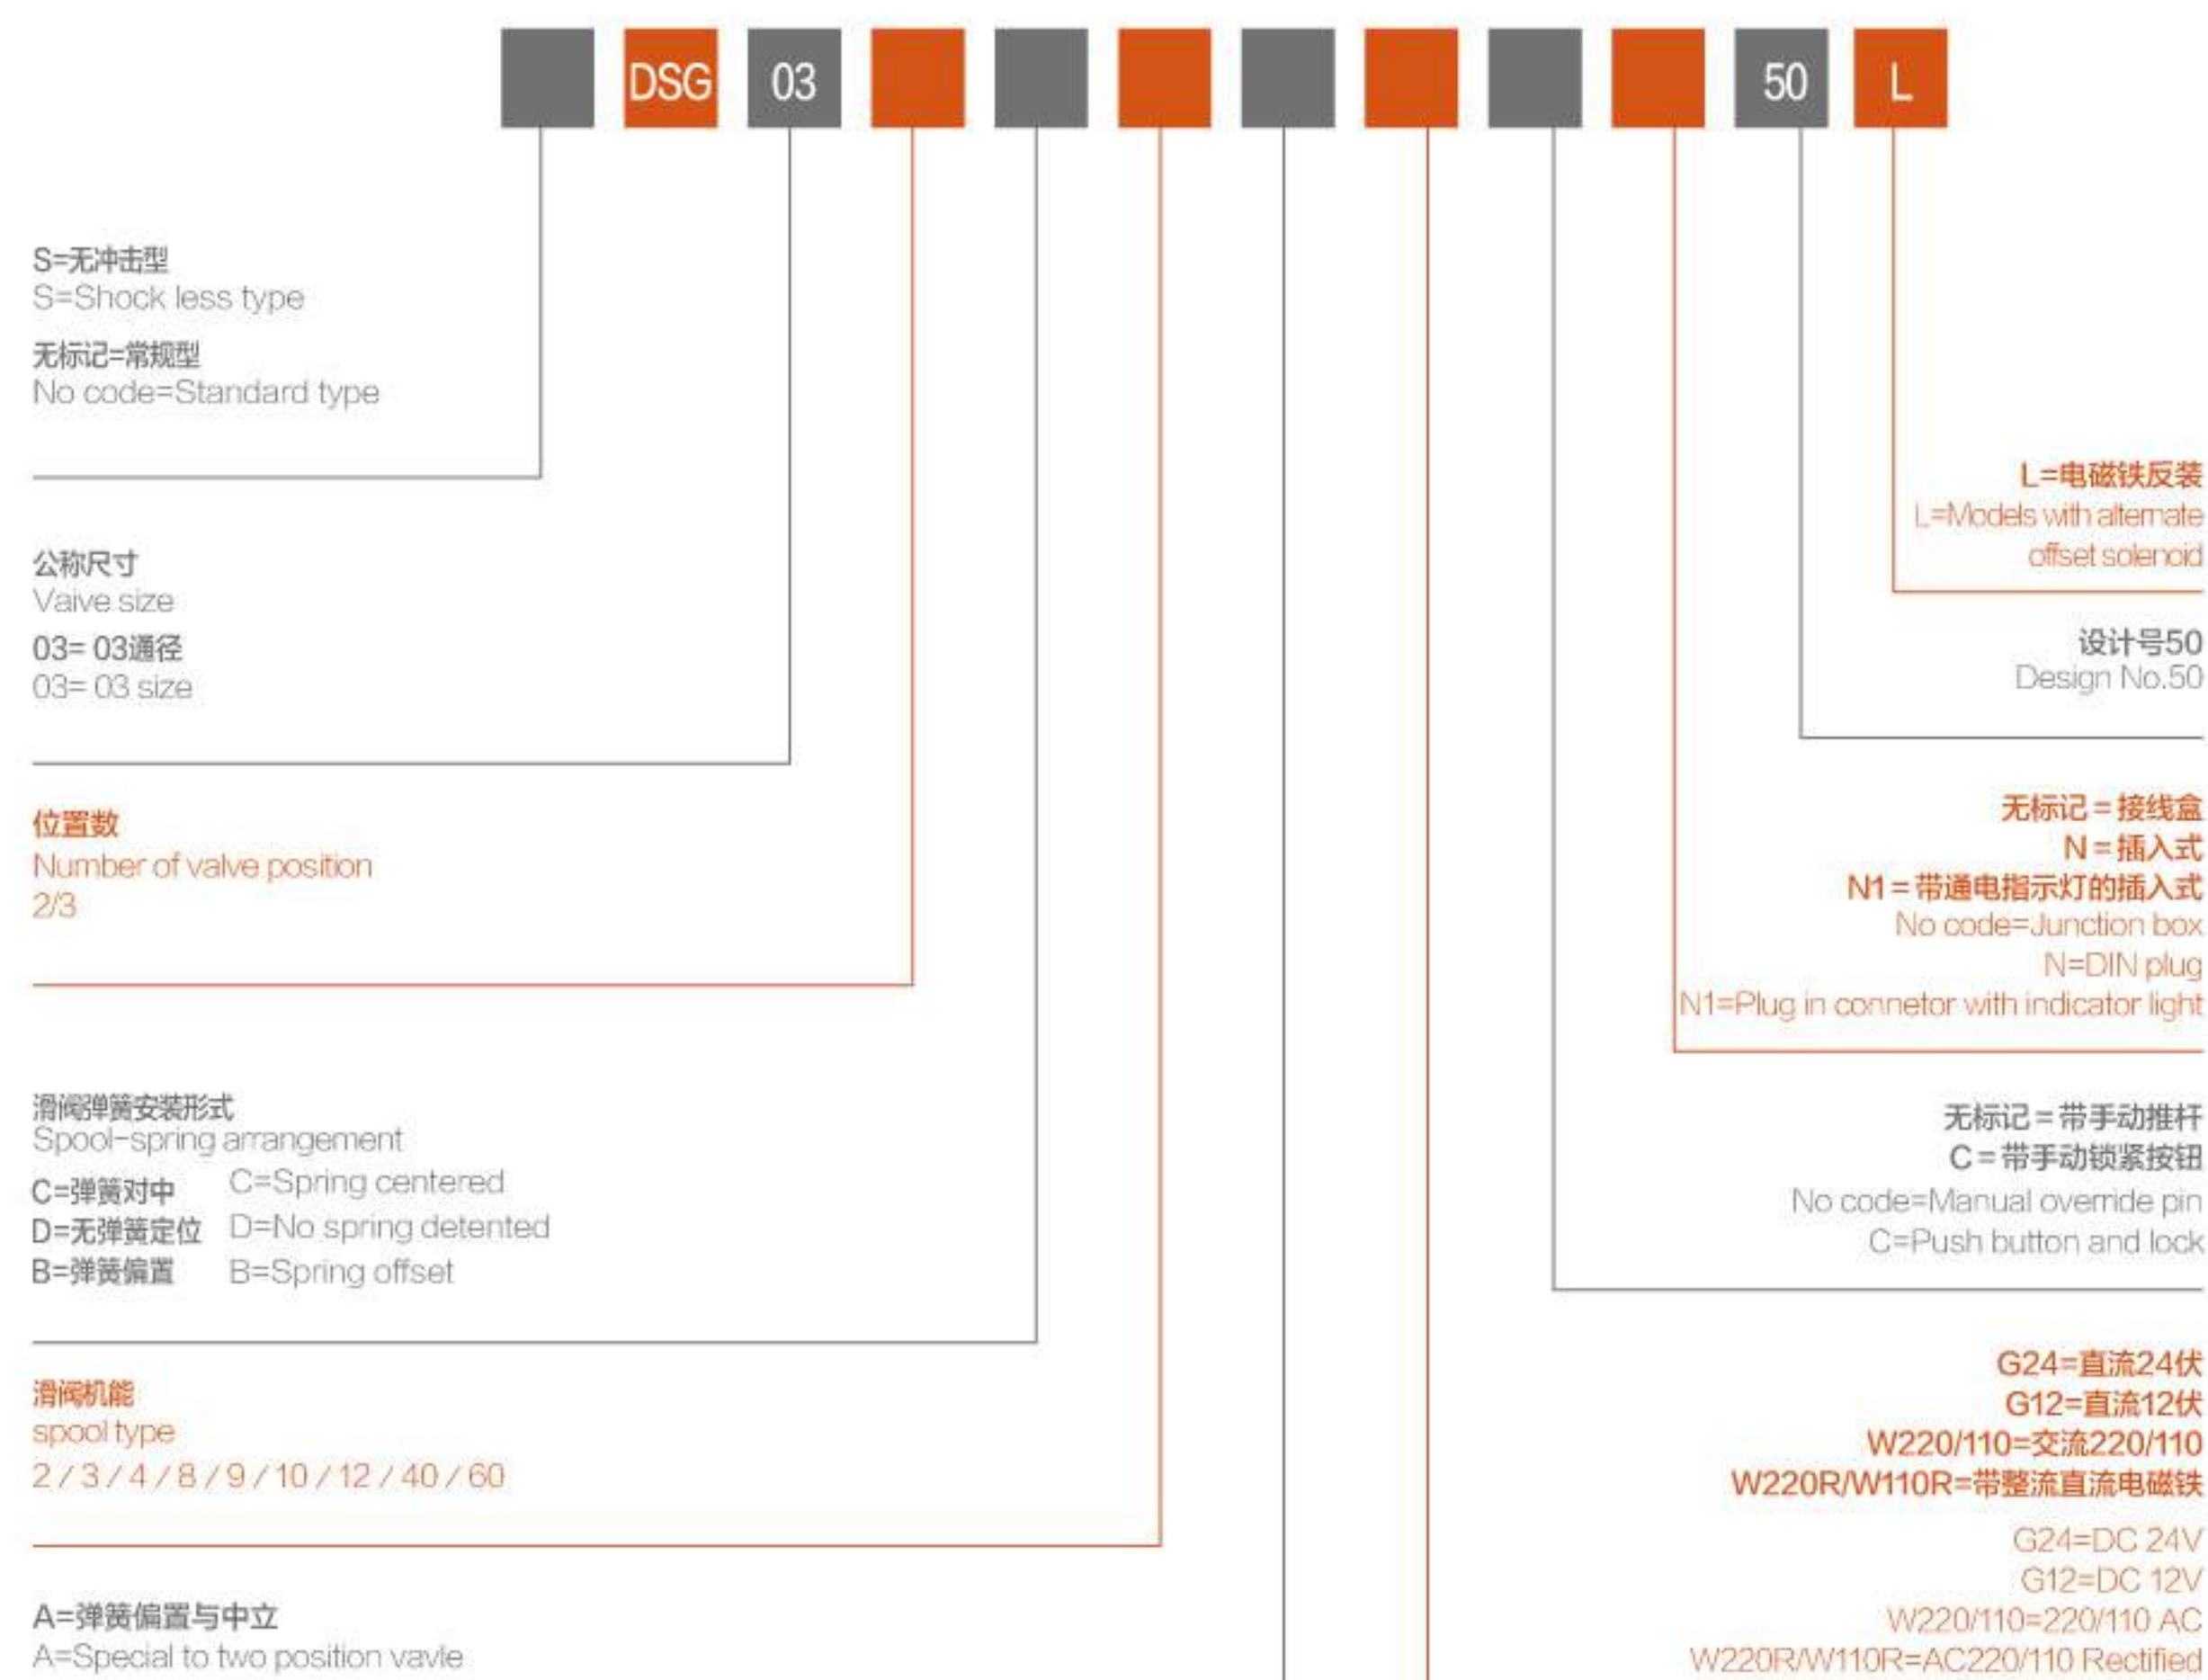 DSG 03 50 L
S=无冲击型
S=Shock less type
无标记=常规型
No code=Standard type
公称尺寸
Vaive size
03= 03通径
03= 03 size
位置数
Number of valve position
2/3
滑阀弹簧安装形式
Spool-spring arrangement
C=弹簧对中 C=Spring centered
D=无弹簧定位 D=No spring detented
B=弹簧偏置 B=Spring offset
滑阀机能
spool type
2 / 3 / 4 / 8 / 9 / 10 / 12 / 40 / 60
A=弹簧偏置与中立
A=Special to two position vavle
L=电磁铁反装
L=Models with alternate
offset solenoid
设计号50
Design No.50
无标记 = 接线盒
N = 插入式
N1 = 带通电指示灯的插入式
No code=Junction box
N=DIN plug
N1=Plug in connetor with indicator light
无标记 = 带手动推杆
C = 带手动锁紧按钮
No code=Manual override pin
C=Push button and lock
G24=直流24伏
G12=直流12伏
W220/110=交流220/110
W220R/W110R=带整流直流电磁铁
G24=DC 24V
G12=DC 12V
W220/110=220/110 AC
W220R/W110R=AC220/110 Rectified